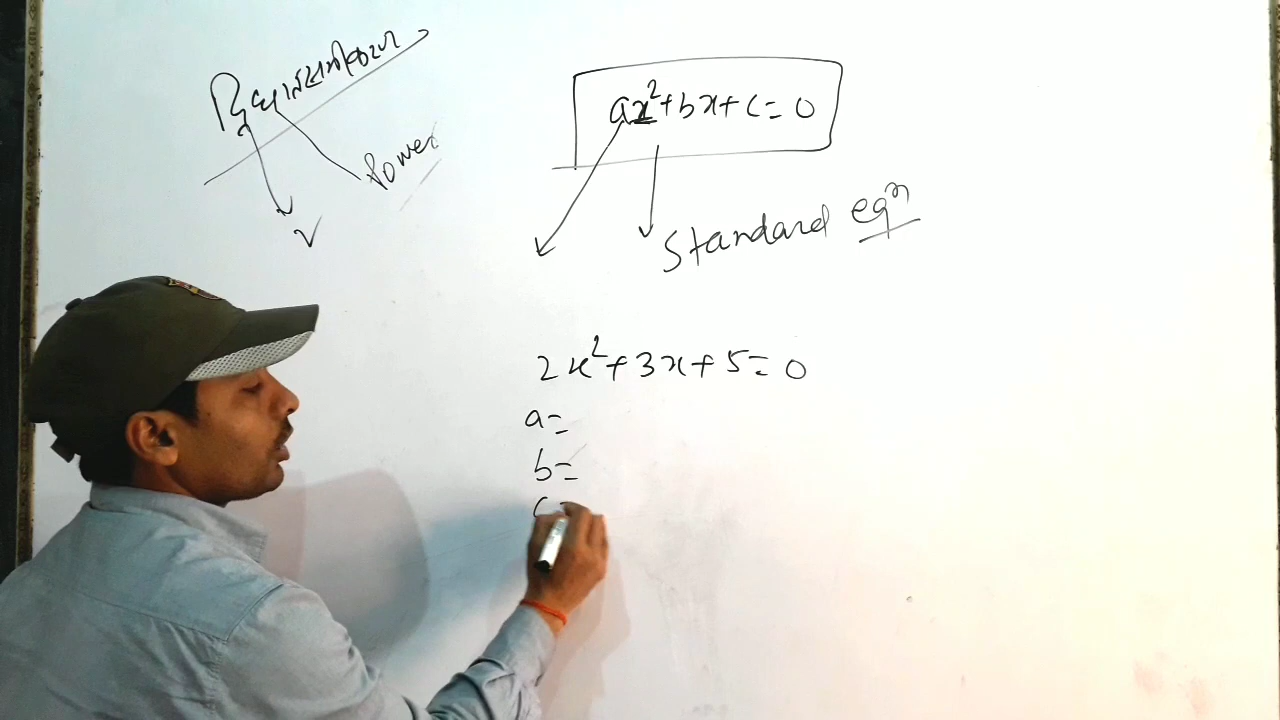 ax²+bx+c=0
Power
Standard eqⁿ
2x²+3x+5=0
a=
b=
c=